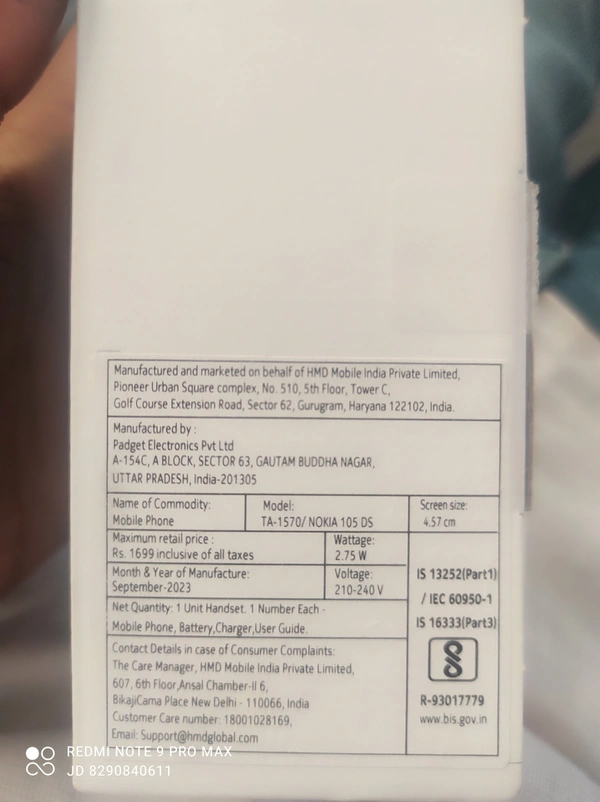 Manufactured and marketed on behalf of HMD Mobile India Private Limited,
Pioneer Urban Square complex, No. 510, 5th Floor, Tower C,
Golf Course Extension Road, Sector 62, Gurugram, Haryana 122102, India.
Manufactured by :
Padget Electronics Pvt Ltd
A-154C, A BLOCK, SECTOR 63, GAUTAM BUDDHA NAGAR,
UTTAR PRADESH, India-201305
Name of Commodity:
Mobile Phone
Model:
TA-1570/ NOKIA 105 DS
Screen size:
4.57 cm
Maximum retail price :
Rs. 1699 inclusive of all taxes
Wattage:
2.75 W
Month & Year of Manufacture:
September-2023
Voltage:
210-240 V
Net Quantity: 1 Unit Handset. 1 Number Each -
Mobile Phone, Battery,Charger,User Guide.
Contact Details in case of Consumer Complaints:
The Care Manager, HMD Mobile India Private Limited,
607, 6th Floor,Ansal Chamber-II 6,
BikajiCama Place New Delhi - 110066, India
Customer Care number: 18001028169,
Email: Support@hmdglobal.com
IS 13252(Part1)
/ IEC 60950-1
IS 16333(Part3)
R-93017779
www.bis.gov.in
REDMI NOTE 9 PRO MAX
JD 8290840611